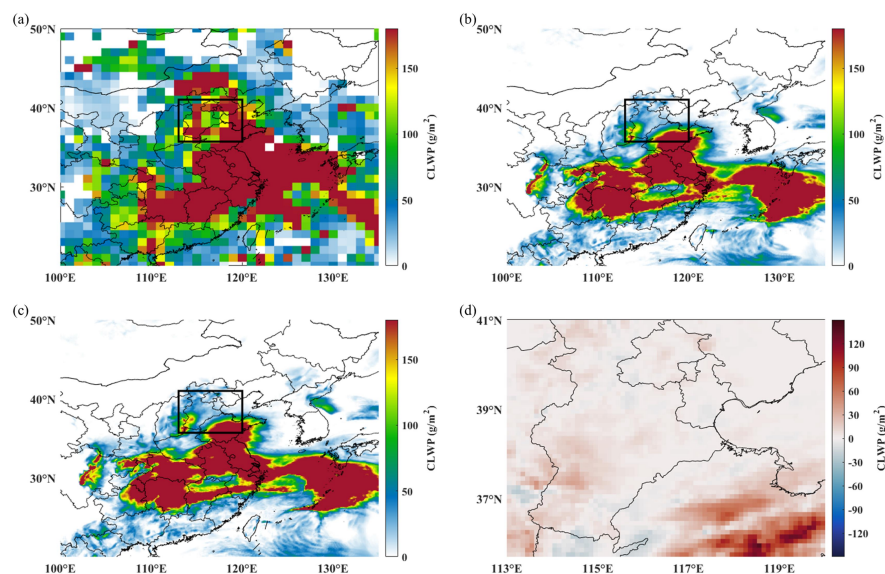 (a)
50°N
40°N
30°N
100°E
110°E
120°E
130°E
150
100
50
0
CLWP (g/m²)
(b)
50°N
40°N
30°N
100°E
110°E
120°E
130°E
150
100
50
0
CLWP (g/m²)
(c)
50°N
40°N
30°N
100°E
110°E
120°E
130°E
150
100
50
0
CLWP (g/m²)
(d)
41°N
39°N
37°N
113°E
115°E
117°E
119°E
120
90
60
30
0
-30
-60
-90
-120
CLWP (g/m²)